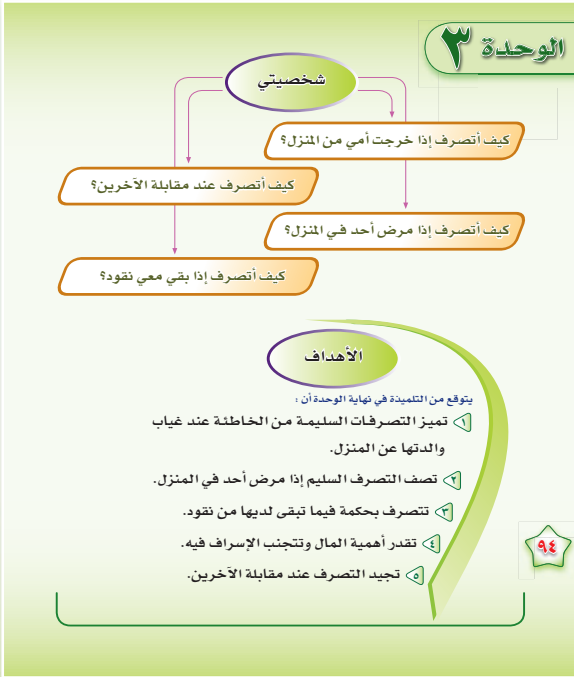 الوحدة ٣
شخصيتي
كيف أتصرف إذا خرجت أمي من المنزل؟
كيف أتصرف عند مقابلة الآخرين؟
كيف أتصرف إذا مرض أحد في المنزل؟
كيف أتصرف إذا بقي معي نقود؟
الأهداف
يتوقع من التلميذة في نهاية الوحدة أن :
١ تميز التصرفات السليمة من الخاطئة عند غياب
والدتها عن المنزل.
٢ تصف التصرف السليم إذا مرض أحد في المنزل.
٣ تتصرف بحكمة فيما تبقى لديها من نقود.
٤ تقدر أهمية المال وتتجنب الإسراف فيه.
٥ تجيد التصرف عند مقابلة الآخرين.
٩٤